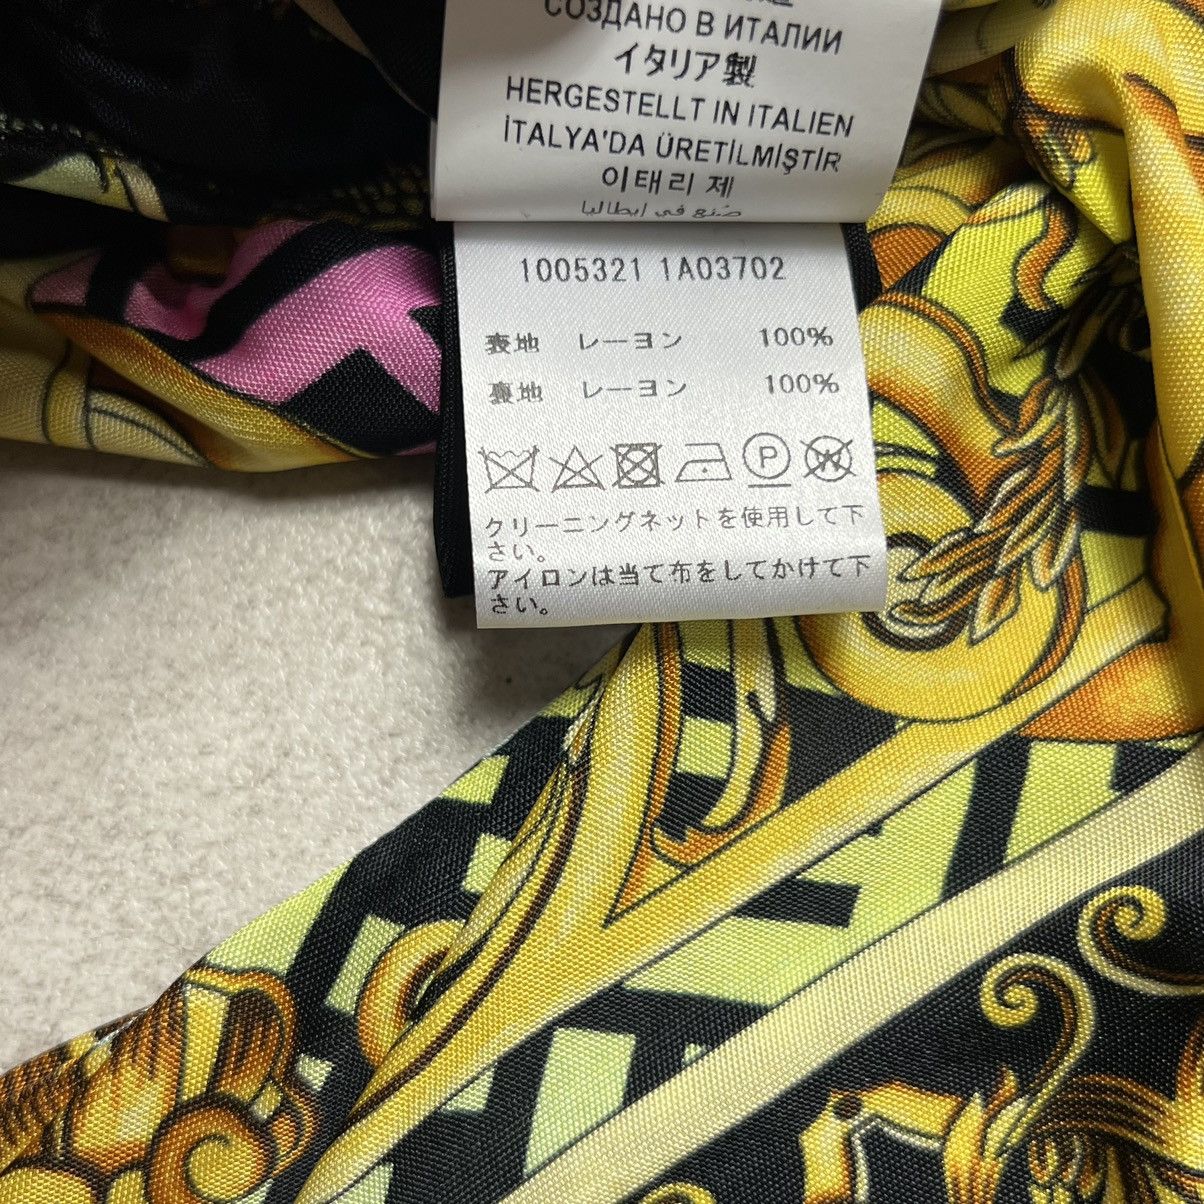 СОЗДАНО В ИТАЛИИ
イタリア製
HERGESTELLT IN ITALIEN
İTALYA'DA ÜRETİLMİŞTİR
이태리 제
صُنع في إيطاليا
1005321 1A03702
表地 レーヨン 100%
裏地 レーヨン 100%
P
W
クリーニングネットを使用して下
さい。
アイロンは当て布をしてかけて下
さい。